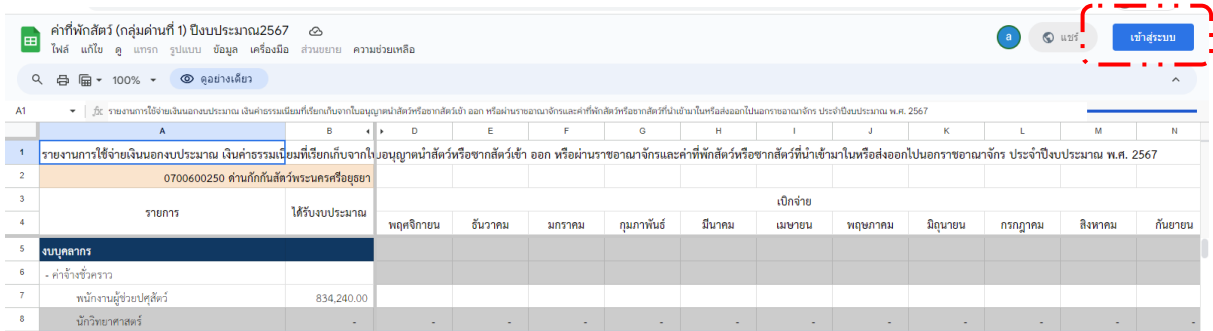 ค่าที่พักสัตว์ (กลุ่มด่านที่ 1) ปีงบประมาณ2567
a แชร์ เข้าสู่ระบบ
ไฟล์ แก้ไข ดู แทรก รูปแบบ ข้อมูล เครื่องมือ ส่วนขยาย ความช่วยเหลือ
100% ดูอย่างเดียว
A1 fx รายงานการใช้จ่ายเงินนอกงบประมาณ เงินค่าธรรมเนียมที่เรียกเก็บจากใบอนุญาตนำสัตว์หรือซากสัตว์เข้า ออก หรือผ่านราชอาณาจักรและค่าที่พักสัตว์หรือซากสัตว์ที่นำเข้ามาในหรือส่งออกไปนอกราชอาณาจักร ประจำปีงบประมาณ พ.ศ. 2567
A B D E F G H I J K L M N
1 รายงานการใช้จ่ายเงินนอกงบประมาณ เงินค่าธรรมเนียมที่เรียกเก็บจากใบอนุญาตนำสัตว์หรือซากสัตว์เข้า ออก หรือผ่านราชอาณาจักรและค่าที่พักสัตว์หรือซากสัตว์ที่นำเข้ามาในหรือส่งออกไปนอกราชอาณาจักร ประจำปีงบประมาณ พ.ศ. 2567
2 0700600250 ด่านกักกันสัตว์พระนครศรีอยุธยา
3 รายการ ได้รับงบประมาณ เบิกจ่าย
4 พฤศจิกายน ธันวาคม มกราคม กุมภาพันธ์ มีนาคม เมษายน พฤษภาคม มิถุนายน กรกฎาคม สิงหาคม กันยายน
5 งบบุคลากร
6 - ค่าจ้างชั่วคราว
7 พนักงานผู้ช่วยปศุสัตว์ 834,240.00
8 นักวิทยาศาสตร์ - - - - - - - - - - - -